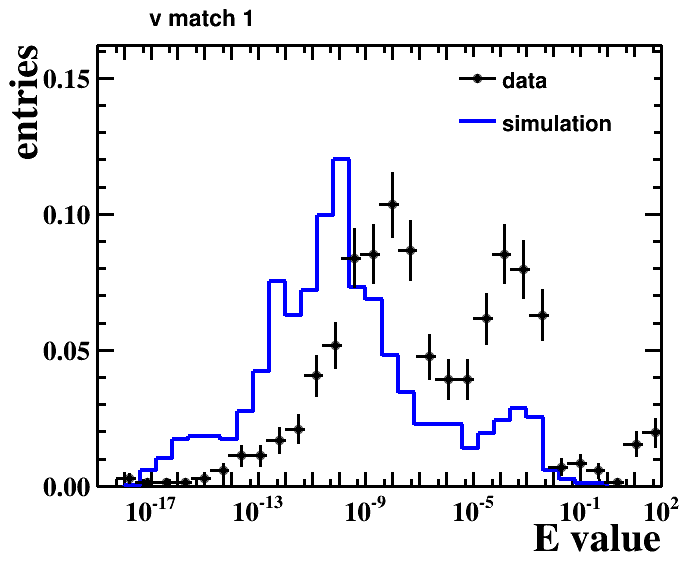 v match 1
entries
0.15
0.10
0.05
0.00
data
simulation
10-17 10-13 10-9 10-5 10-1 102
E value